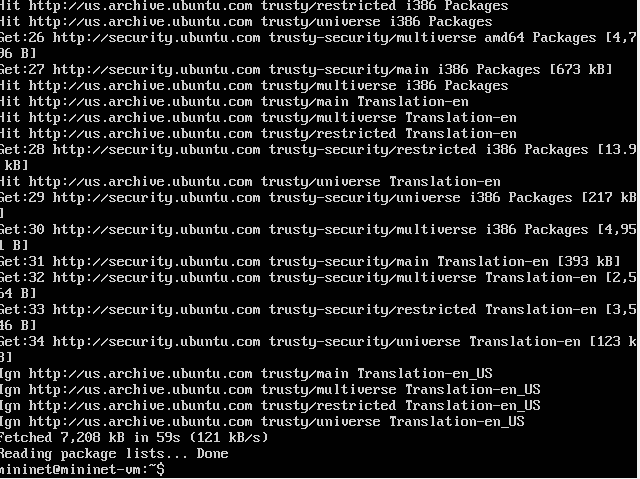 Hit http://us.archive.ubuntu.com trusty/restricted i386 Packages
Hit http://us.archive.ubuntu.com trusty/universe i386 Packages
Get:26 http://security.ubuntu.com trusty-security/multiverse amd64 Packages [4,7
96 B]
Get:27 http://security.ubuntu.com trusty-security/main i386 Packages [673 kB]
Hit http://us.archive.ubuntu.com trusty/multiverse i386 Packages
Hit http://us.archive.ubuntu.com trusty/main Translation-en
Hit http://us.archive.ubuntu.com trusty/multiverse Translation-en
Hit http://us.archive.ubuntu.com trusty/restricted Translation-en
Get:28 http://security.ubuntu.com trusty-security/restricted i386 Packages [13.9
 kB]
Hit http://us.archive.ubuntu.com trusty/universe Translation-en
Get:29 http://security.ubuntu.com trusty-security/universe i386 Packages [217 kB
]
Get:30 http://security.ubuntu.com trusty-security/multiverse i386 Packages [4,95
1 B]
Get:31 http://security.ubuntu.com trusty-security/main Translation-en [393 kB]
Get:32 http://security.ubuntu.com trusty-security/multiverse Translation-en [2,5
64 B]
Get:33 http://security.ubuntu.com trusty-security/restricted Translation-en [3,5
46 B]
Get:34 http://security.ubuntu.com trusty-security/universe Translation-en [123 k
B]
Ign http://us.archive.ubuntu.com trusty/main Translation-en_US
Ign http://us.archive.ubuntu.com trusty/multiverse Translation-en_US
Ign http://us.archive.ubuntu.com trusty/restricted Translation-en_US
Ign http://us.archive.ubuntu.com trusty/universe Translation-en_US
Fetched 7,208 kB in 59s (121 kB/s)
Reading package lists... Done
mininet@mininet-vm:~$